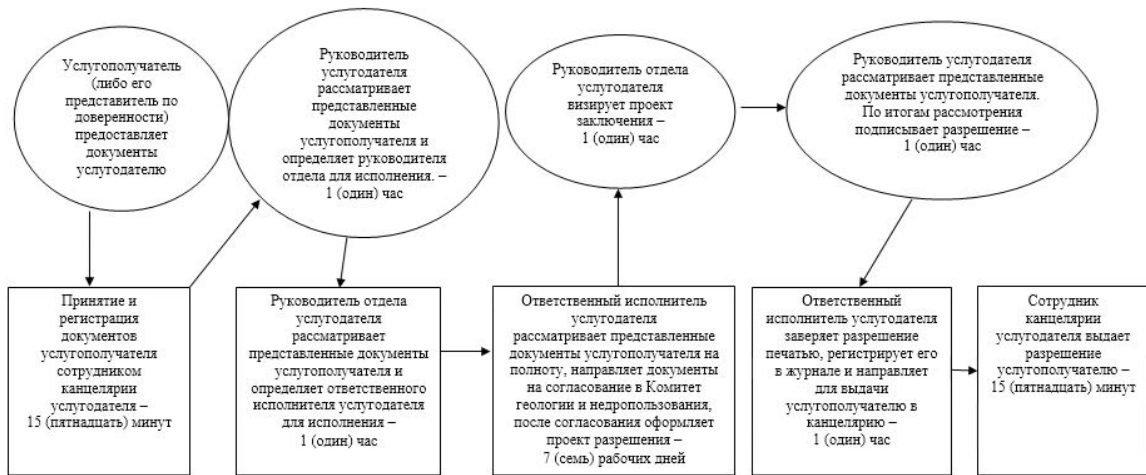 Услугополучатель
(либо его
представитель по
доверенности)
предоставляет
документы
услугодателю
Руководитель
услугодателя
рассматривает
представленные
документы
услугополучателя и
определяет руководителя
отдела для исполнения. –
1 (один) час
Руководитель отдела
услугодателя
визирует проект
заключения –
1 (один) час
Руководитель услугодателя
рассматривает представленные
документы услугополучателя.
По итогам рассмотрения
подписывает разрешение –
1 (один) час
Принятие и
регистрация
документов
услугополучателя
сотрудником
канцелярии
услугодателя –
15 (пятнадцать) минут
Руководитель отдела
услугодателя
рассматривает
представленные документы
услугополучателя
и определяет ответственного
исполнителя услугодателя
для исполнения –
1 (один) час
Ответственный исполнитель
услугодателя
рассматривает представленные
документы услугополучателя на
полноту, направляет документы
на согласование в Комитет
геологии и недропользования,
после согласования оформляет
проект разрешения –
7 (семь) рабочих дней
Ответственный
исполнитель услугодателя
заверяет разрешение
печатью, регистрирует его
в журнале и направляет
для выдачи
услугополучателю в
канцелярию –
1 (один) час
Сотрудник
канцелярии
услугодателя выдает
разрешение
услугополучателю –
15 (пятнадцать) минут